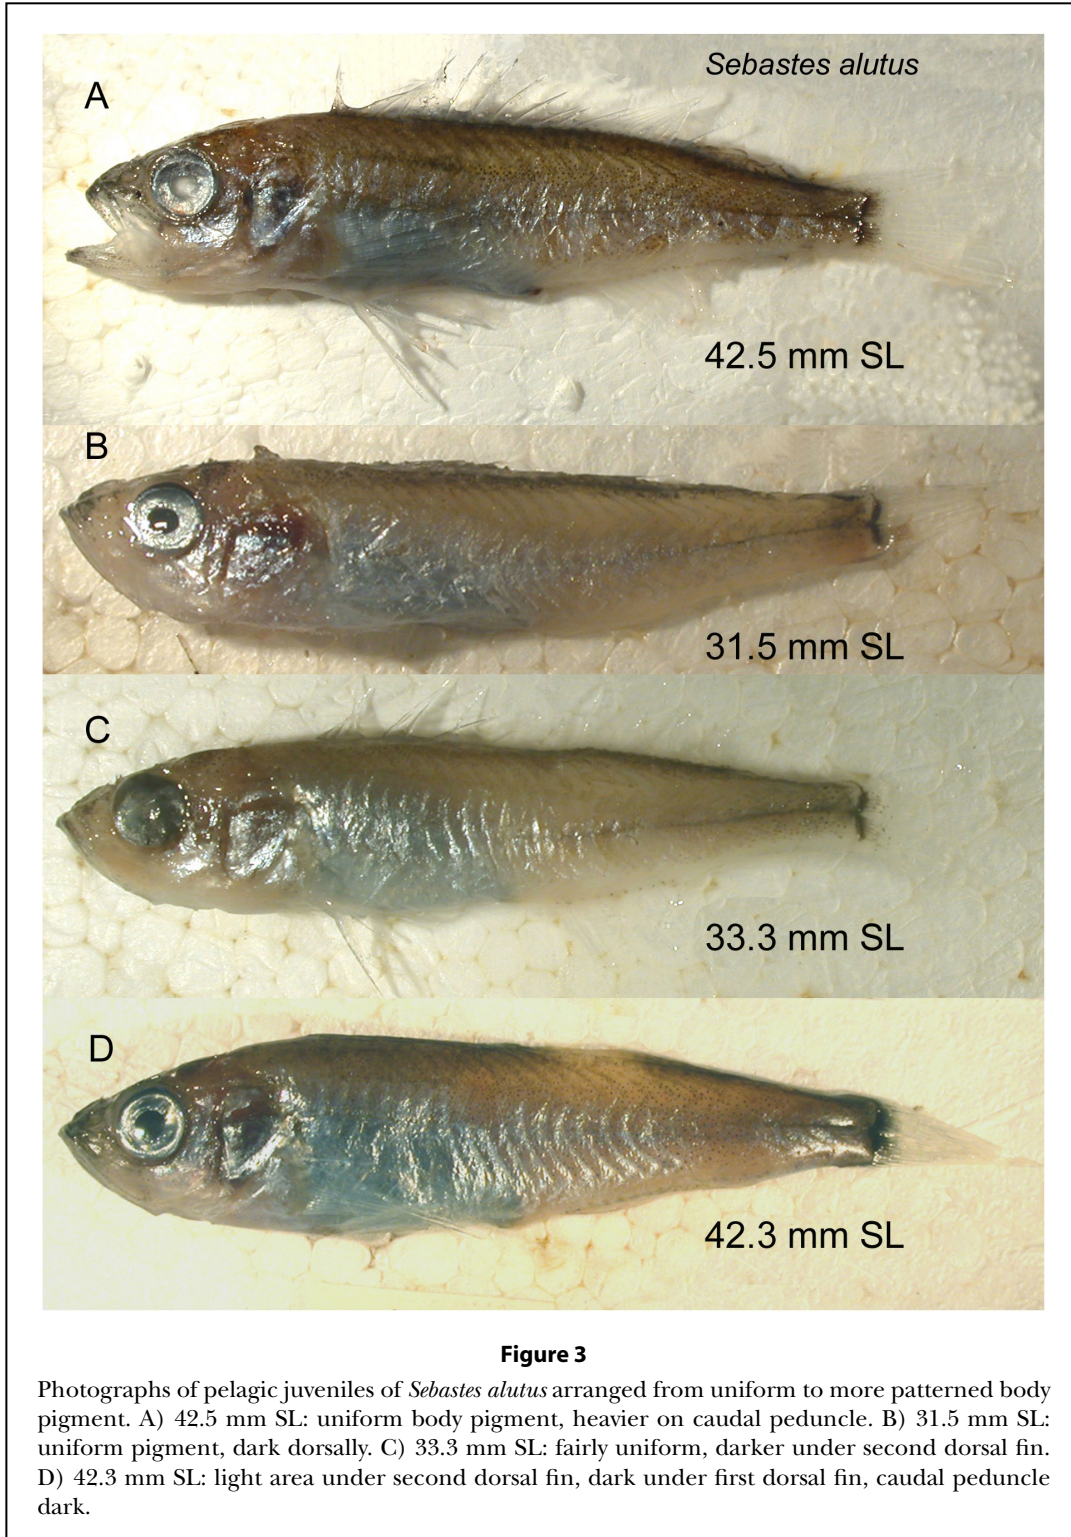 Sebastes alutus
A
42.5 mm SL
B
31.5 mm SL
C
33.3 mm SL
D
42.3 mm SL
Figure 3
Photographs of pelagic juveniles of Sebastes alutus arranged from uniform to more patterned body
pigment. A) 42.5 mm SL: uniform body pigment, heavier on caudal peduncle. B) 31.5 mm SL:
uniform pigment, dark dorsally. C) 33.3 mm SL: fairly uniform, darker under second dorsal fin.
D) 42.3 mm SL: light area under second dorsal fin, dark under first dorsal fin, caudal peduncle
dark.